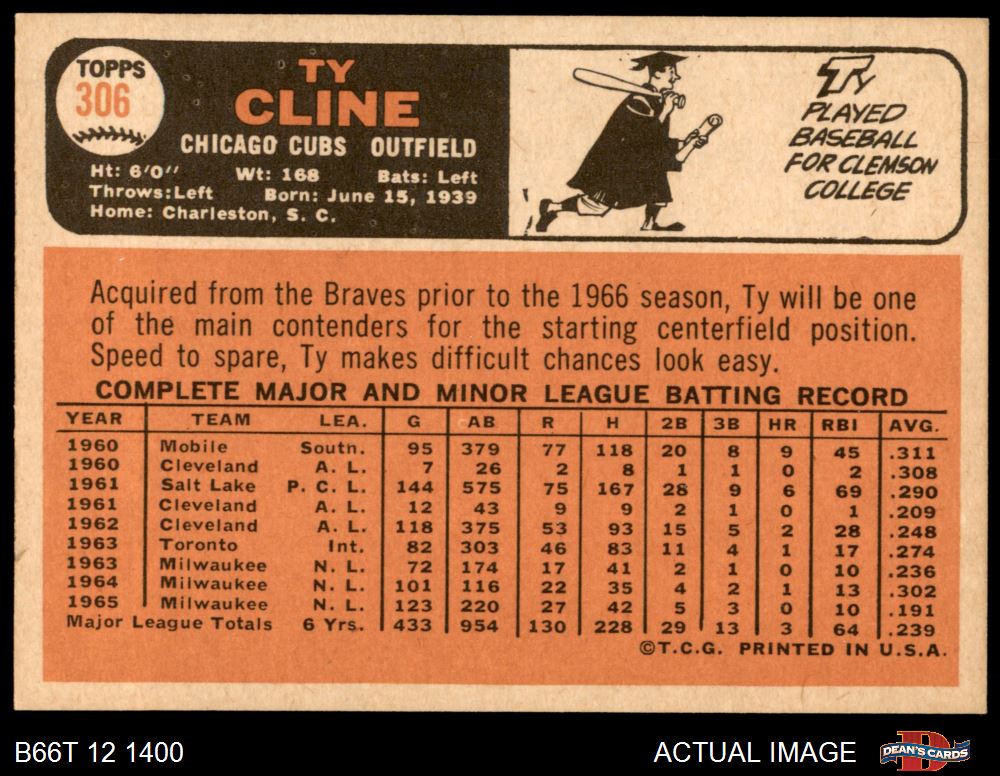 TOPPS
306
TY
CLINE
CHICAGO CUBS OUTFIELD
Ht: 6'0" Wt: 168 Bats: Left
Throws: Left Born: June 15, 1939
Home: Charleston, S. C.
TY
PLAYED
BASEBALL
FOR CLEMSON
COLLEGE
Acquired from the Braves prior to the 1966 season, Ty will be one
of the main contenders for the starting centerfield position.
Speed to spare, Ty makes difficult chances look easy.
COMPLETE MAJOR AND MINOR LEAGUE BATTING RECORD
YEAR TEAM LEA. G AB R H 2B 3B HR RBI AVG.
1960 Mobile South. 95 379 77 118 20 8 9 45 .311
1960 Cleveland A. L. 7 26 2 8 1 1 0 2 .308
1961 Salt Lake P. C. L. 144 575 75 167 28 9 6 69 .290
1961 Cleveland A. L. 12 43 9 9 2 1 0 1 .209
1962 Cleveland A. L. 118 375 53 93 15 5 2 28 .248
1963 Toronto Int. 82 303 46 83 11 4 1 17 .274
1963 Milwaukee N. L. 72 174 17 41 2 1 0 10 .236
1964 Milwaukee N. L. 101 116 22 35 4 2 1 13 .302
1965 Milwaukee N. L. 123 220 27 42 5 3 0 10 .191
Major League Totals 6 Yrs. 433 954 130 228 29 13 3 64 .239
©T.C.G. PRINTED IN U.S.A.
B66T 12 1400
ACTUAL IMAGE
DEAN'S CARDS